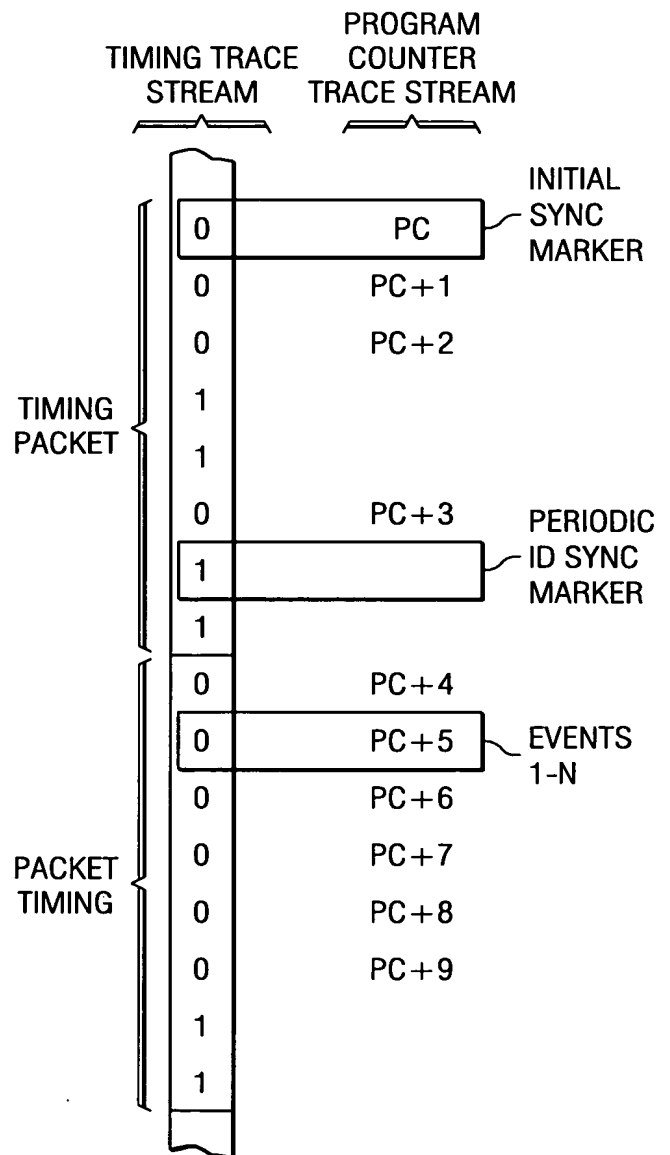 TIMING TRACE
STREAM
PROGRAM
COUNTER
TRACE STREAM
INITIAL
SYNC
MARKER
0 PC
0 PC+1
0 PC+2
1
1
TIMING
PACKET
0 PC+3
1
PERIODIC
ID SYNC
MARKER
1
0 PC+4
0 PC+5
EVENTS
1-N
0 PC+6
0 PC+7
PACKET
TIMING
0 PC+8
0 PC+9
1
1